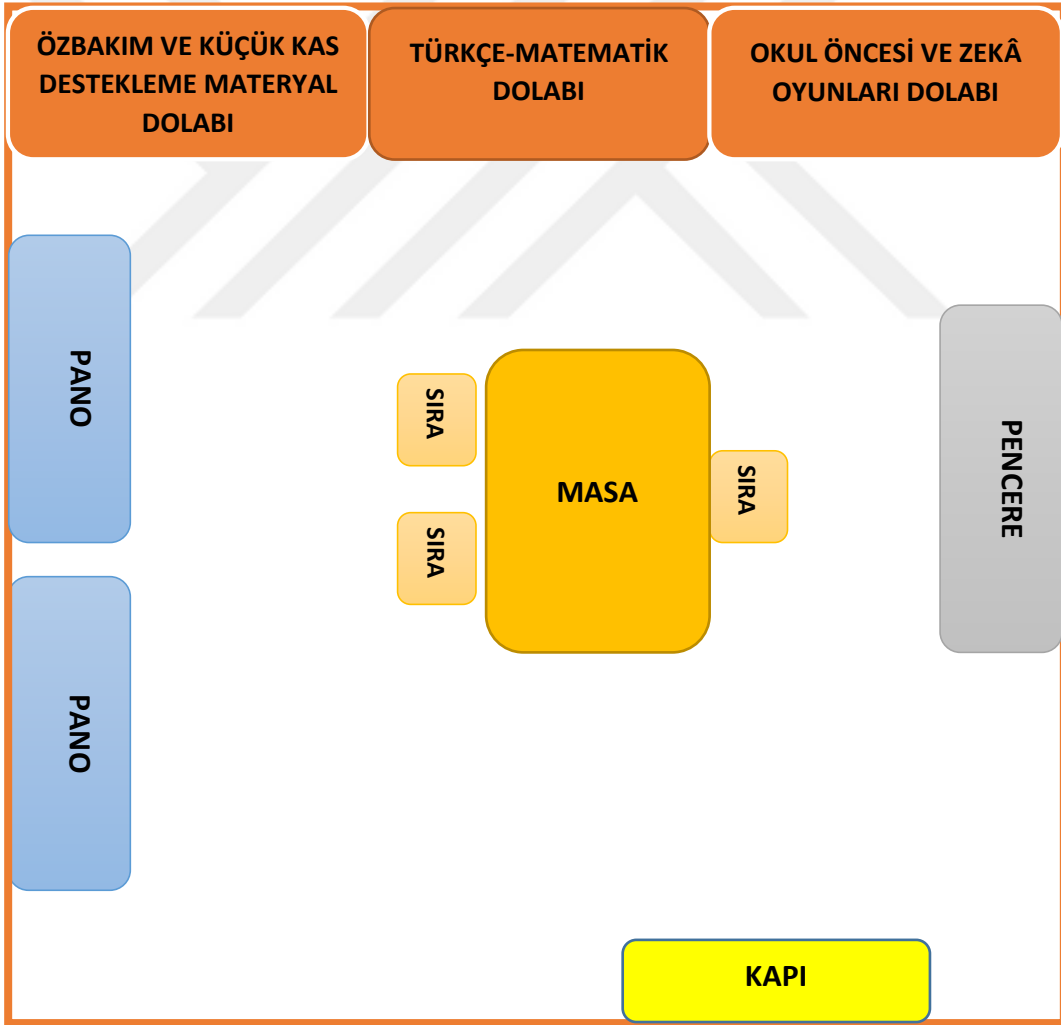 ÖZBAKIM VE KÜÇÜK KAS
DESTEKLEME MATERYAL
DOLABI
TÜRKÇE-MATEMATİK
DOLABI
OKUL ÖNCESİ VE ZEKÂ
OYUNLARI DOLABI
PANO
SIRA
MASA
SIRA
PENCERE
SIRA
PANO
KAPI